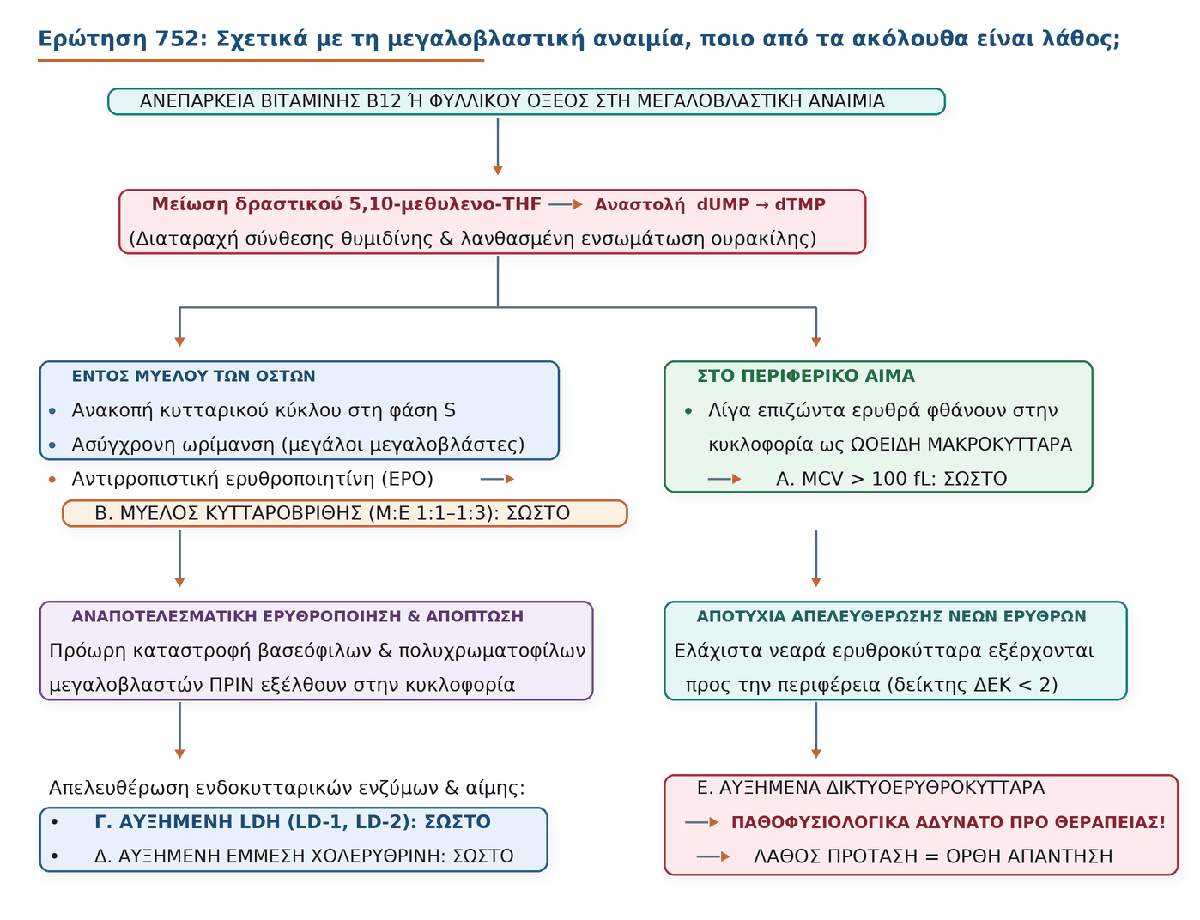 Ερώτηση 752: Σχετικά με τη μεγαλοβλαστική αναιμία, ποιο από τα ακόλουθα είναι λάθος;
ΑΝΕΠΑΡΚΕΙΑ ΒΙΤΑΜΙΝΗΣ Β12 Ή ΦΥΛΛΙΚΟΥ ΟΞΕΟΣ ΣΤΗ ΜΕΓΑΛΟΒΛΑΣΤΙΚΗ ΑΝΑΙΜΙΑ
Μείωση δραστικού 5,10-μεθυλενο-THF → Αναστολή dUMP → dTMP
(Διαταραχή σύνθεσης θυμιδίνης & λανθασμένη ενσωμάτωση ουρακίλης)
ΕΝΤΟΣ ΜΥΕΛΟΥ ΤΩΝ ΟΣΤΩΝ
• Ανακοπή κυτταρικού κύκλου στη φάση S
• Ασύγχρονη ωρίμανση (μεγάλοι μεγαλοβλάστες)
• Αντιρροπιστική ερυθροποιητίνη (EPO) →
Β. ΜΥΕΛΟΣ ΚΥΤΤΑΡΟΒΡΙΘΗΣ (Μ:Ε 1:1–1:3): ΣΩΣΤΟ
ΣΤΟ ΠΕΡΙΦΕΡΙΚΟ ΑΙΜΑ
• Λίγα επιζώντα ερυθρά φθάνουν στην
κυκλοφορία ως ΩΟΕΙΔΗ ΜΑΚΡΟΚΥΤΤΑΡΑ
→ Α. MCV > 100 fL: ΣΩΣΤΟ
ΑΝΑΠΟΤΕΛΕΣΜΑΤΙΚΗ ΕΡΥΘΡΟΠΟΙΗΣΗ & ΑΠΟΠΤΩΣΗ
Πρόωρη καταστροφή βασεόφιλων & πολυχρωματοφίλων
μεγαλοβλαστών ΠΡΙΝ εξέλθουν στην κυκλοφορία
ΑΠΟΤΥΧΙΑ ΑΠΕΛΕΥΘΕΡΩΣΗΣ ΝΕΩΝ ΕΡΥΘΡΩΝ
Ελάχιστα νεαρά ερυθροκύτταρα εξέρχονται
προς την περιφέρεια (δείκτης ΔΕΚ < 2)
Απελευθέρωση ενδοκυτταρικών ενζύμων & αίμης:
• Γ. ΑΥΞΗΜΕΝΗ LDH (LD-1, LD-2): ΣΩΣΤΟ
• Δ. ΑΥΞΗΜΕΝΗ ΕΜΜΕΣΗ ΧΟΛΕΡΥΘΡΙΝΗ: ΣΩΣΤΟ
Ε. ΑΥΞΗΜΕΝΑ ΔΙΚΤΥΟΕΡΥΘΡΟΚΥΤΤΑΡΑ
→ ΠΑΘΟΦΥΣΙΟΛΟΓΙΚΑ ΑΔΥΝΑΤΟ ΠΡΟ ΘΕΡΑΠΕΙΑΣ!
→ ΛΑΘΟΣ ΠΡΟΤΑΣΗ = ΟΡΘΗ ΑΠΑΝΤΗΣΗ